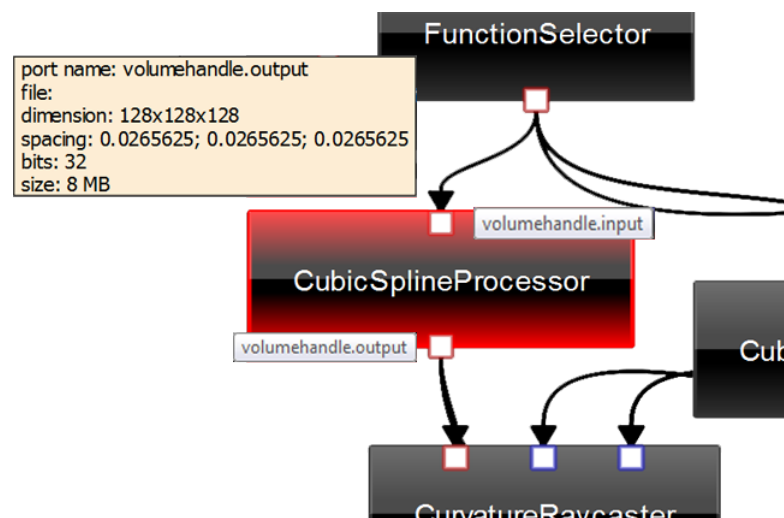 FunctionSelector
port name: volumehandle.output
file:
dimension: 128x128x128
spacing: 0.0265625; 0.0265625; 0.0265625
bits: 32
size: 8 MB
volumehandle.input
CubicSplineProcessor
volumehandle.output
Cub
CurvatureRaycaster